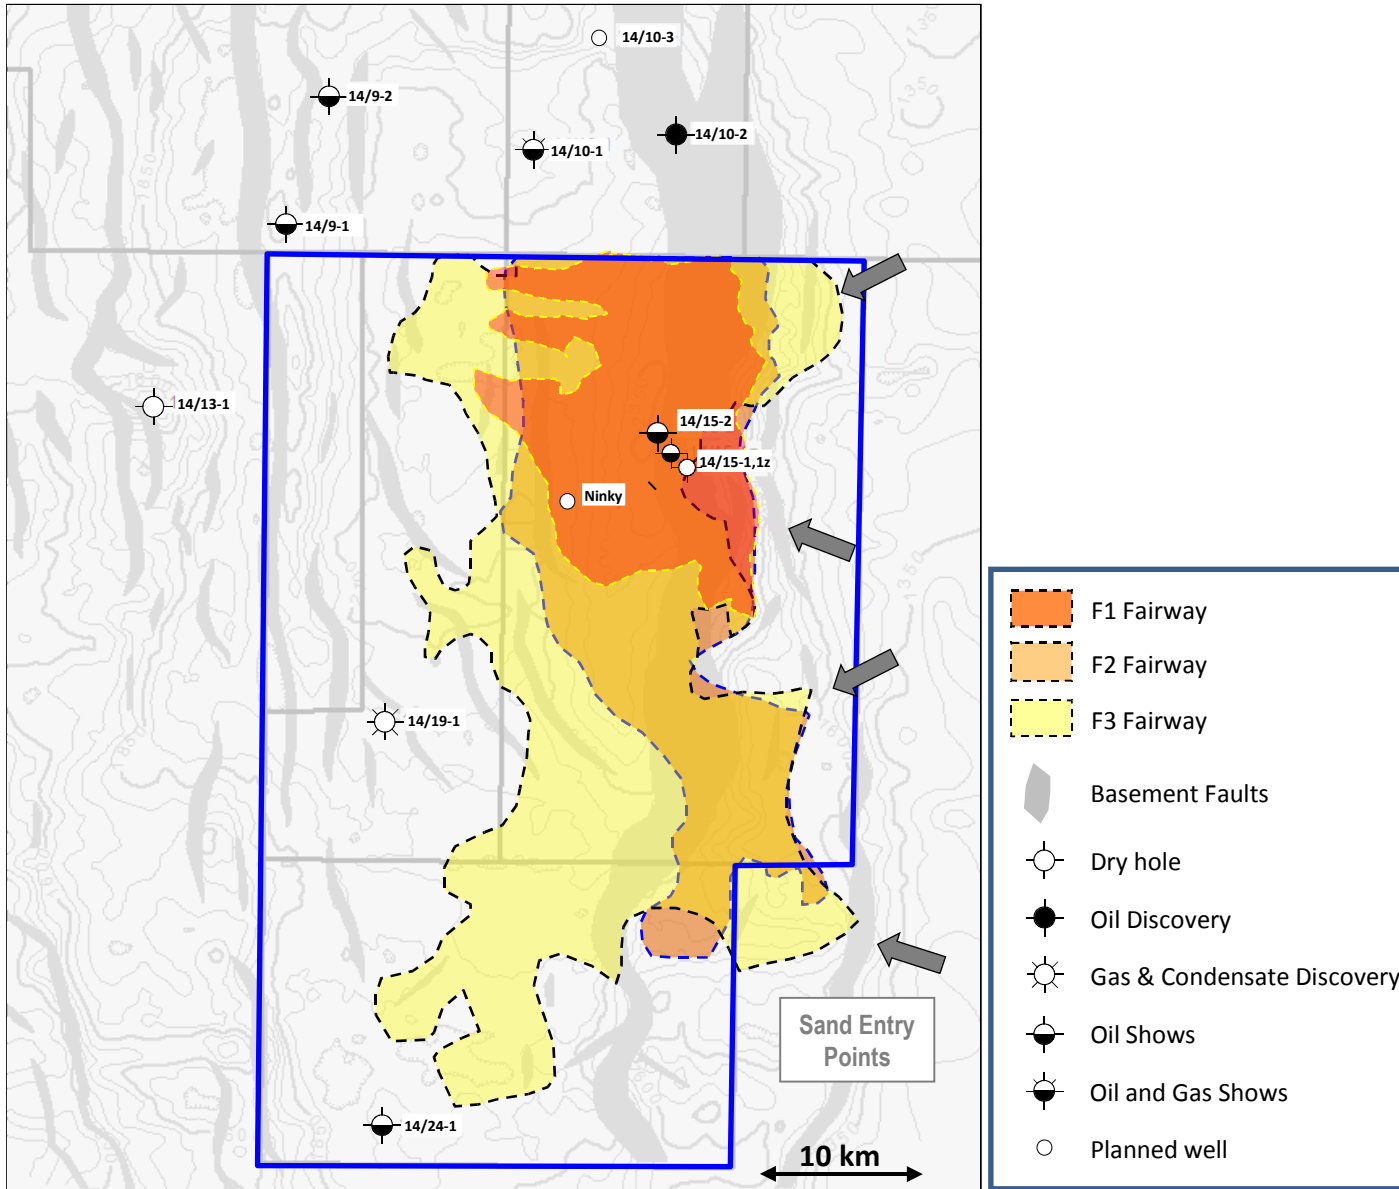 14/10-3
1350
14/9-2
14/10-2
14/10-1
1850
14/9-1
14/13-1
14/15-2
14/15-1,1z
Ninky
14/19-1
Sand Entry
Points
14/24-1
10 km
F1 Fairway
F2 Fairway
F3 Fairway
Basement Faults
Dry hole
Oil Discovery
Gas & Condensate Discovery
Oil Shows
Oil and Gas Shows
Planned well